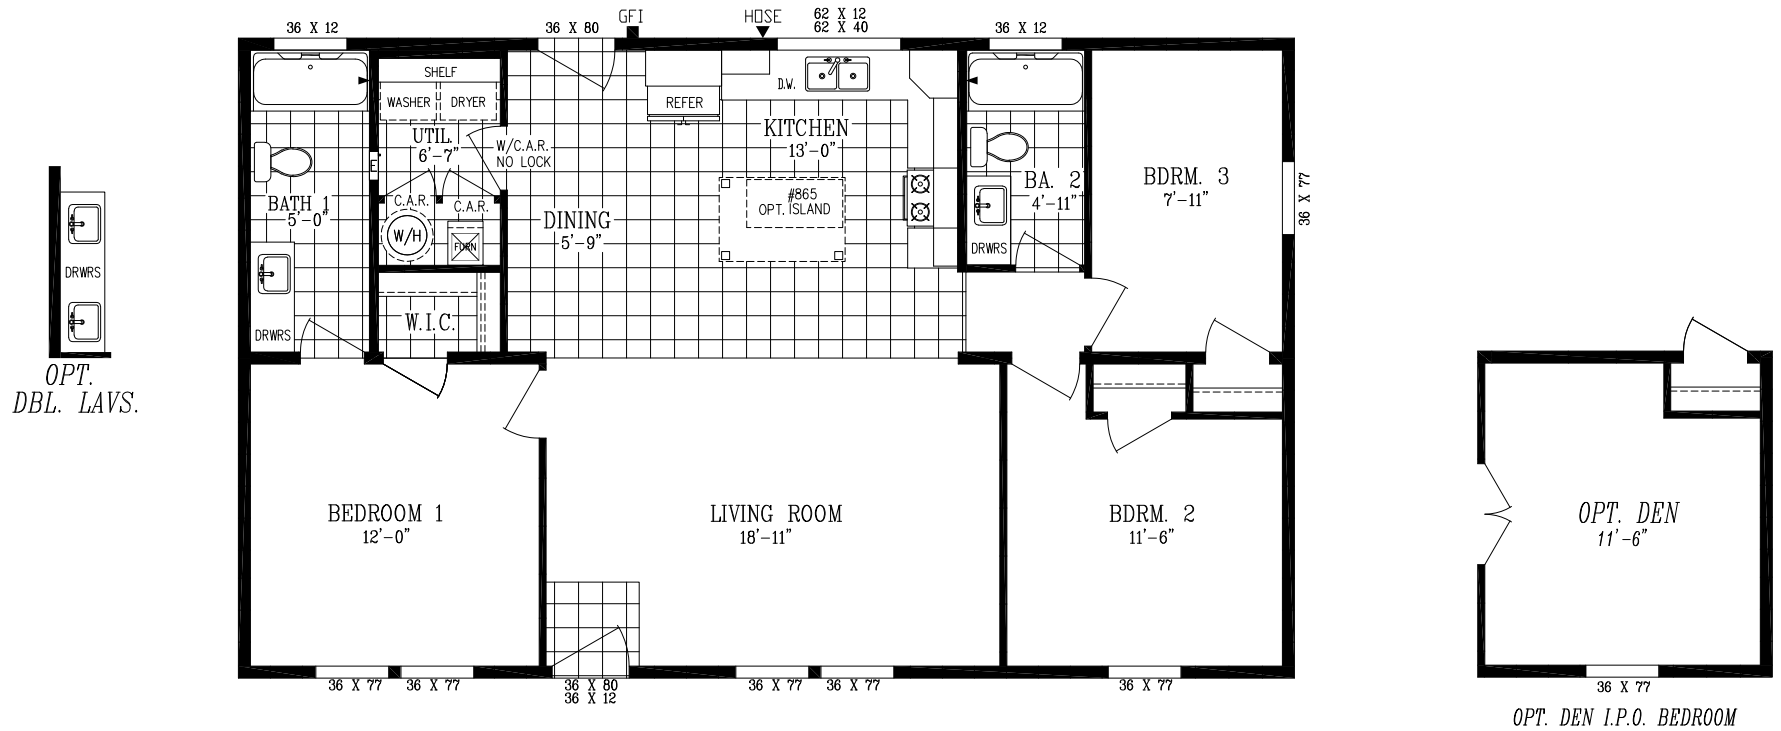 36 X 12
36 X 80
GFI
HOSE
62 X 12
62 X 40
36 X 12
SHELF
WASHER
DRYER
UTIL.
6'-7"
W/C.A.R.
NO LOCK
E
C.A.R.
C.A.R.
W/H
FURN
BATH 1
5'-0"
DRWRS
W.I.C.
DINING
5'-9"
REFER
D.W.
KITCHEN
13'-0"
#865
OPT. ISLAND
BA. 2
4'-11"
DRWRS
BDRM. 3
7'-11"
36 X 77
DRWRS
OPT.
DBL. LAVS.
BEDROOM 1
12'-0"
LIVING ROOM
18'-11"
BDRM. 2
11'-6"
OPT. DEN
11'-6"
36 X 77
36 X 77
36 X 80
36 X 12
36 X 77
36 X 77
36 X 77
36 X 77
OPT. DEN I.P.O. BEDROOM